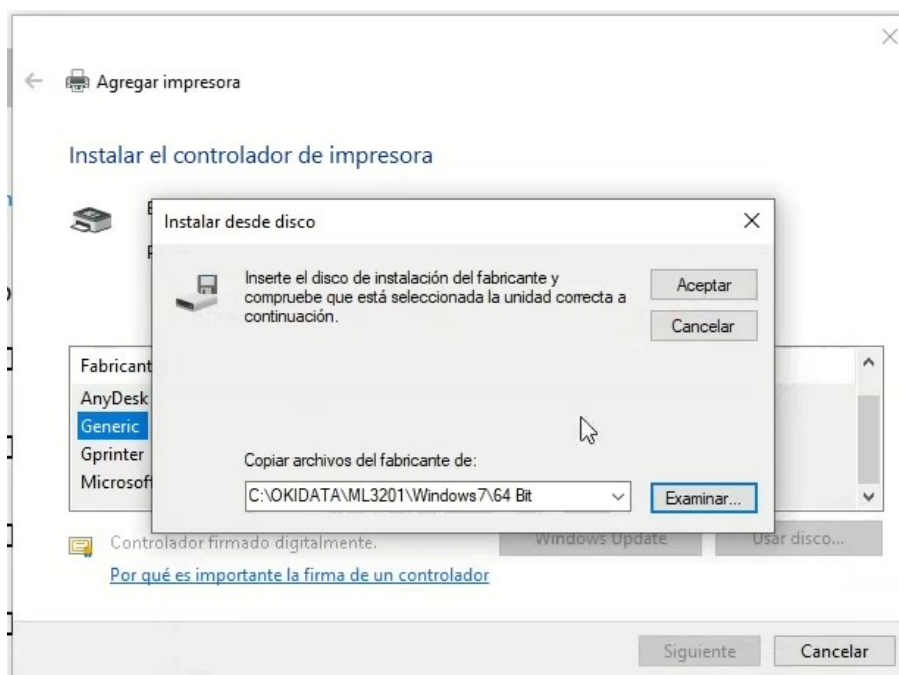 Agregar impresora
Instalar el controlador de impresora
Instalar desde disco
Inserte el disco de instalación del fabricante y
compruebe que está seleccionada la unidad correcta a
continuación.
Aceptar
Cancelar
Fabricant
AnyDesk
Generic
Gprinter
Microsoft
Copiar archivos del fabricante de:
C:\OKIDATA\ML3201\Windows7\64 Bit
Examinar...
Controlador firmado digitalmente.
Windows Update
Usar disco...
Por qué es importante la firma de un controlador
Siguiente
Cancelar